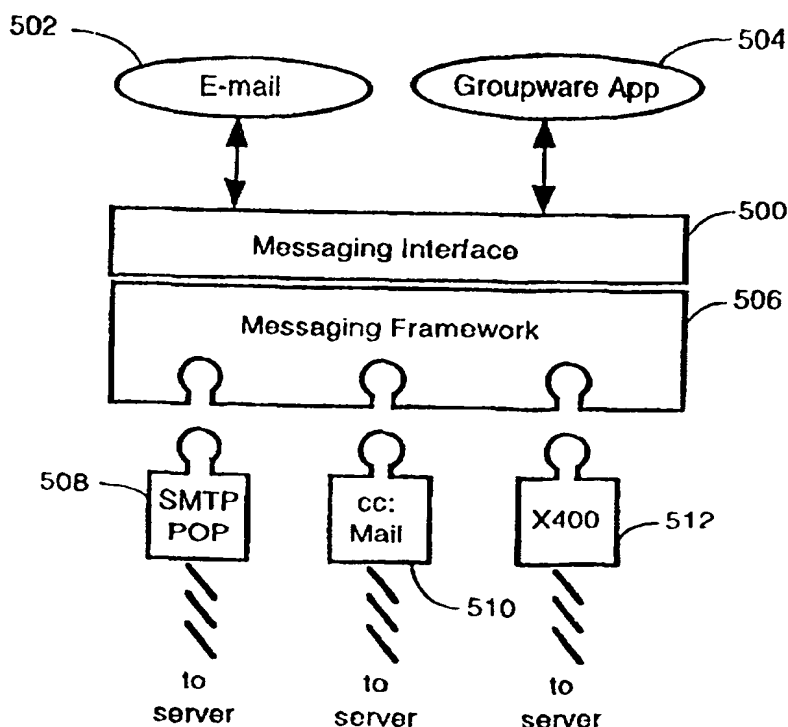 502
504
E-mail
Groupware App
500
Messaging Interface
506
Messaging Framework
508
SMTP
POP
cc:
Mail
X400
512
510
to
server
to
server
to
server